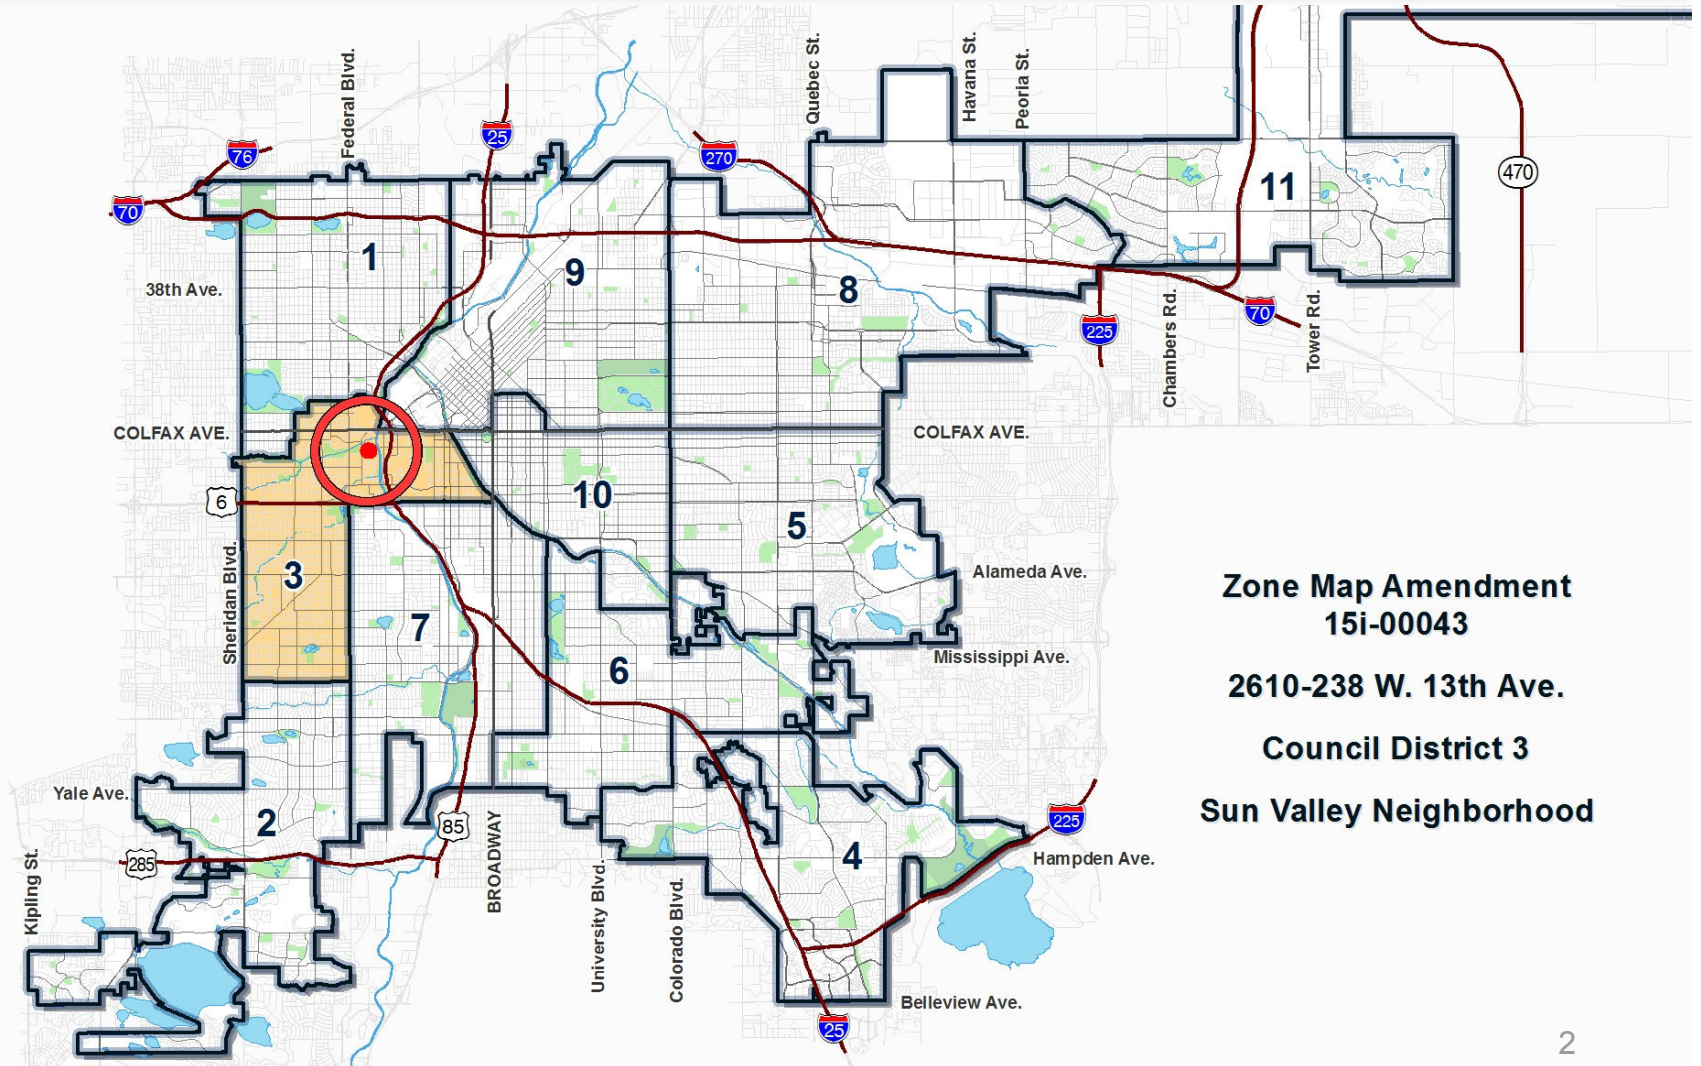 Federal Blvd.
Quebec St.
Havana St.
Peoria St.
25
76
270
470
70
11
1
9
8
38th Ave.
225
70
Chambers Rd.
Tower Rd.
COLFAX AVE.
COLFAX AVE.
6
10
5
Sheridan Blvd.
3
Alameda Ave.
7
Mississippi Ave.
6
Zone Map Amendment
15i-00043
2610-238 W. 13th Ave.
Council District 3
Sun Valley Neighborhood
Yale Ave.
2
85
225
285
BROADWAY
4
Hampden Ave.
Kipling St.
University Blvd.
Colorado Blvd.
Belleview Ave.
25
2